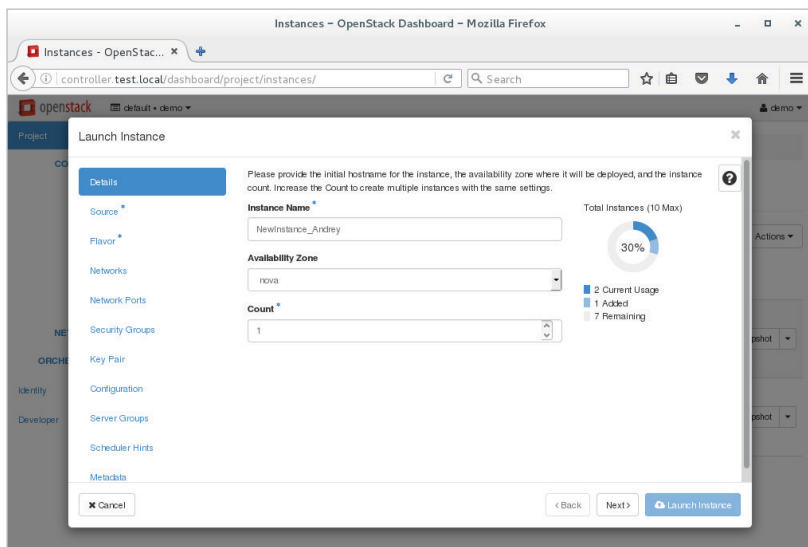 Instances - OpenStack Dashboard - Mozilla Firefox
Instances - OpenStac...
controller.test.local/dashboard/project/instances/
Search
openstack
default • demo
demo
Project
Launch Instance
CO
Details
Please provide the initial hostname for the instance, the availability zone where it will be deployed, and the instance
count. Increase the Count to create multiple instances with the same settings.
Source *
Instance Name *
Total Instances (10 Max)
Flavor *
NewInstance_Andrey
30%
Actions
Availability Zone
Networks
nova
2 Current Usage
Network Ports
Count *
1 Added
7 Remaining
Security Groups
1
NE
pshot
ORCHE
Key Pair
Identity
Configuration
Developer
Server Groups
pshot
Scheduler Hints
Metadata
Cancel
< Back
Next >
Launch Instance